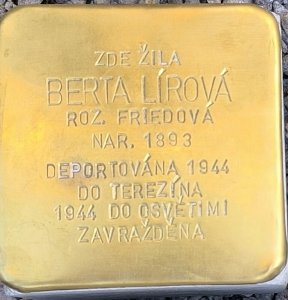 ZDE ŽILA
BERTA LÍROVÁ
ROZ. FRIEDOVÁ
NAR. 1893
DEPORTOVÁNA 1944
DO TEREZÍNA
1944 DO OSVĚTIMI
ZAVRAŽDĚNA